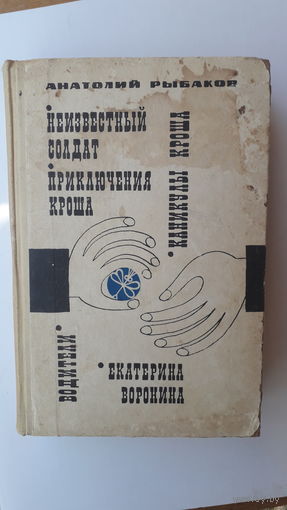 АНАТОЛИЙ РЫБАКОВ
НЕИЗВЕСТНЫЙ
СОЛДАТ
ПРИКЛЮЧЕНИЯ
КРОША
КАНИКУЛЫ КРОША
ВОДИТЕЛИ
ЕКАТЕРИНА
ВОРОНИНА